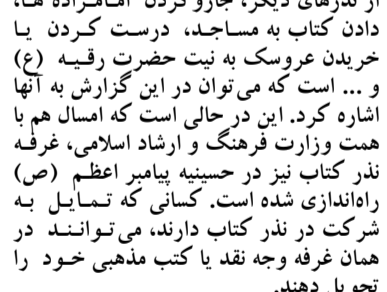 از نذرهای دیگر، جارو کردن امامزاده ها،
دادن کتاب به مساجد، درست کردن یا
خریدن عروسک به نیت حضرت رقیه (ع)
و ... است که می‌توان در این گزارش به آنها
اشاره کرد. این در حالی است که امسال هم با
همت وزارت فرهنگ و ارشاد اسلامی، غرفه
نذر کتاب نیز در حسینیه پیامبر اعظم (ص)
راه‌اندازی شده است. کسانی که تمایل به
شرکت در نذر کتاب دارند، می‌توانند در
همان غرفه وجه نقد یا کتب مذهبی خود را
تحویل دهند.